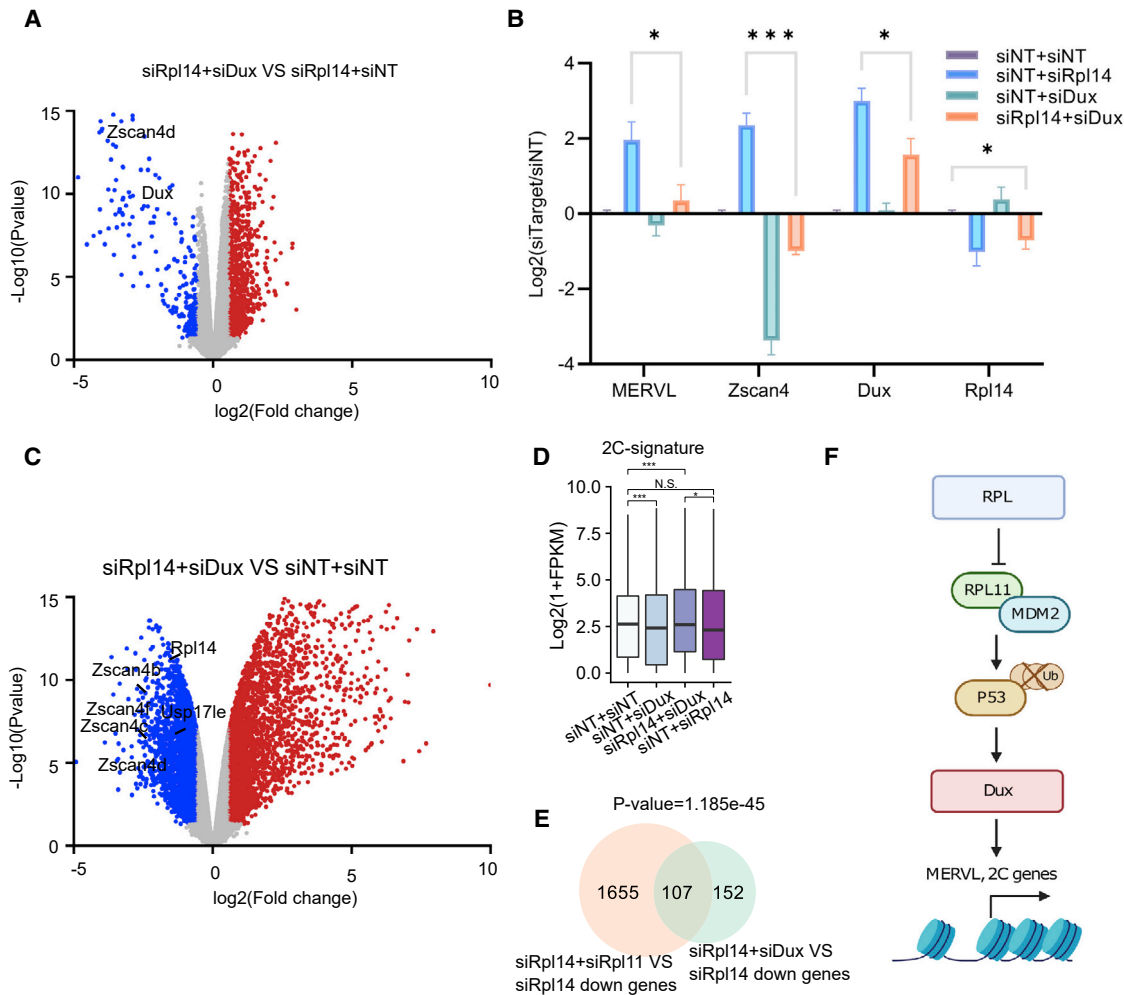 A
siRpl14+siDux VS siRpl14+siNT
-Log10(Pvalue)
15
10
5
0
Zscan4d
Dux
-5
0
5
10
log2(Fold change)
B
* * * * *
*
siNT+siNT
siNT+siRpl14
siNT+siDux
siRpl14+siDux
Log2(siTarget/siNT)
4
2
0
-2
-4
MERVL
Zscan4
Dux
Rpl14
C
siRpl14+siDux VS siNT+siNT
-Log10(Pvalue)
15
10
5
0
Rpl14
Zscan4b
Zscan4f
Usp17le
Zscan4c
Zscan4d
-5
0
5
10
log2(Fold change)
D
2C-signature
***
N.S.
***
*
Log2(1+FPKM)
10.0
7.5
5.0
2.5
0.0
siNT+siNT
siNT+siDux
siRpl14+siDux
siNT+siRpl14
E
P-value=1.185e-45
1655
107
152
siRpl14+siRpl11 VS
siRpl14 down genes
siRpl14+siDux VS
siRpl14 down genes
F
RPL
RPL11
MDM2
Ub
P53
Dux
MERVL, 2C genes